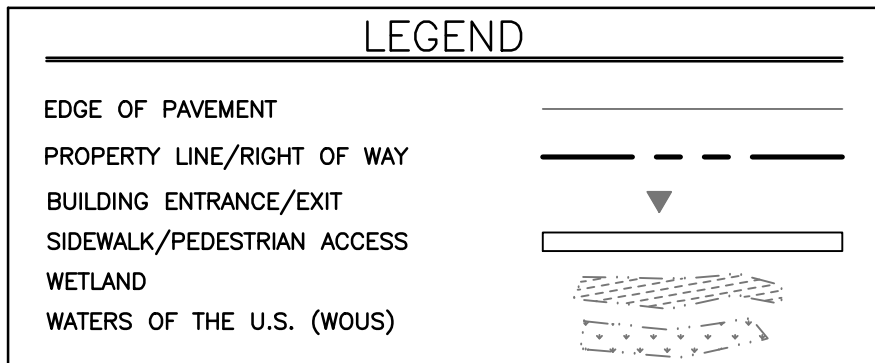 LEGEND
EDGE OF PAVEMENT
PROPERTY LINE/RIGHT OF WAY
BUILDING ENTRANCE/EXIT
SIDEWALK/PEDESTRIAN ACCESS
WETLAND
WATERS OF THE U.S. (WOUS)